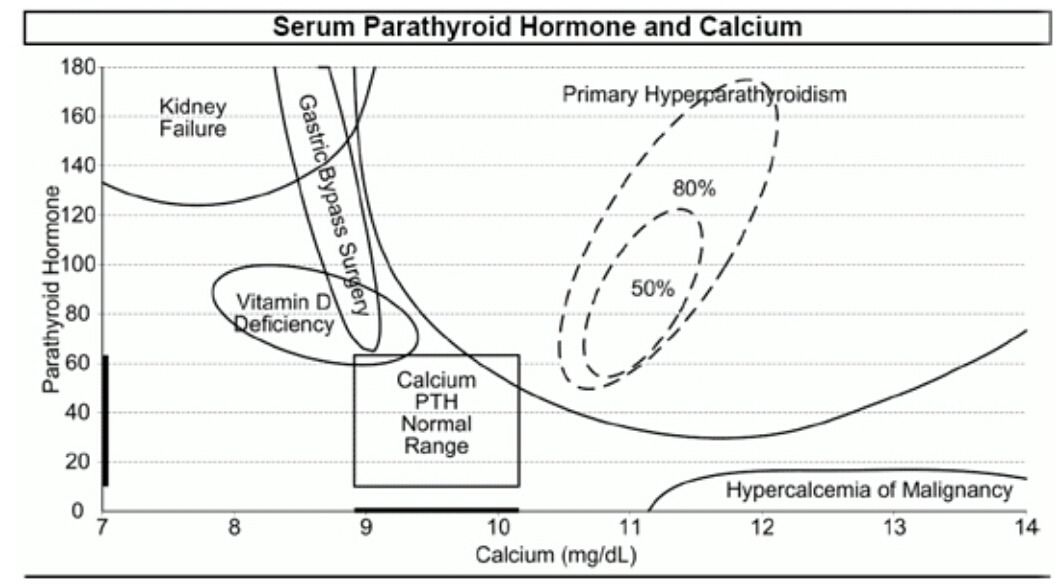 Serum Parathyroid Hormone and Calcium
180
160
140
120
100
80
60
40
20
0
Parathyroid Hormone
Kidney
Failure
Gastric Bypass Surgery
Primary Hyperparathyroidism
80%
50%
Vitamin D
Deficiency
Calcium
PTH
Normal
Range
Hypercalcemia of Malignancy
7 8 9 10 11 12 13 14
Calcium (mg/dL)